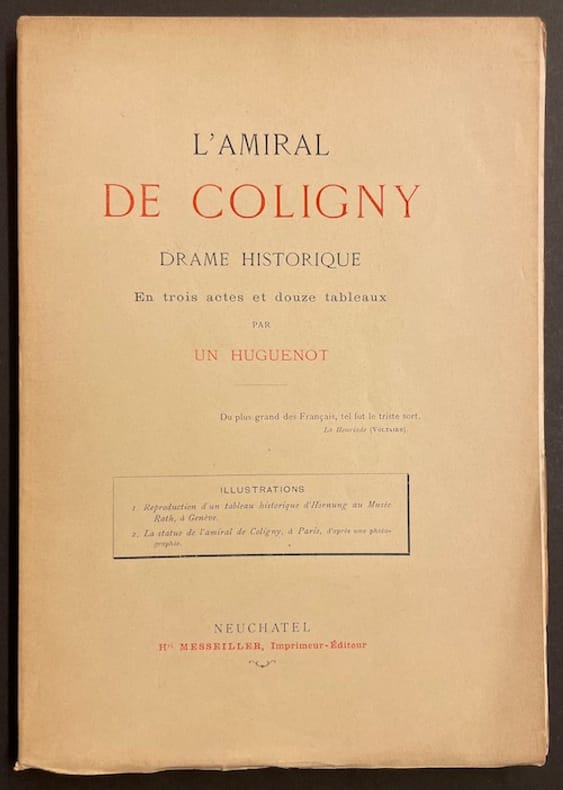 L'AMIRAL
DE COLIGNY
DRAME HISTORIQUE
En trois actes et douze tableaux
PAR
UN HUGUENOT
Du plus grand des Français, tel fut le triste sort.
La Henriade (VOLTAIRE).
ILLUSTRATIONS
1. Reproduction d'un tableau historique d'Hornung au Musée
Rath, à Genève.
2. La statue de l'amiral de Coligny, à Paris, d'après une photo-
graphie.
NEUCHATEL
Hri MESSEILLER, Imprimeur-Éditeur